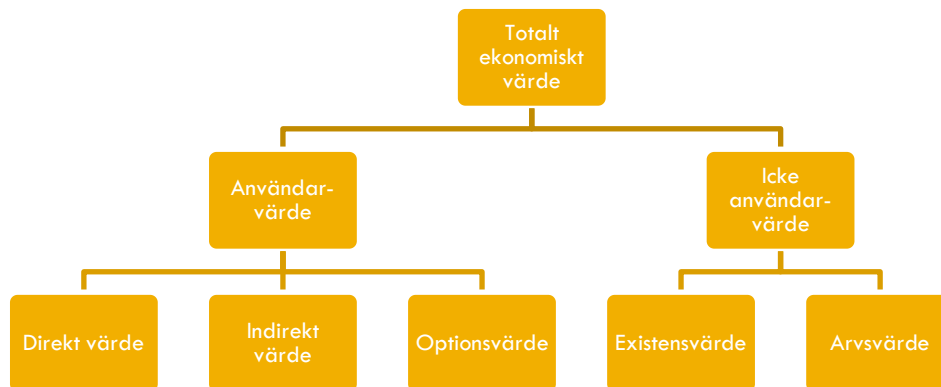 Totalt
ekonomiskt
värde
Användar-
värde
Icke
användar-
värde
Direkt värde
Indirekt
värde
Optionsvärde
Existensvärde
Arvsvärde